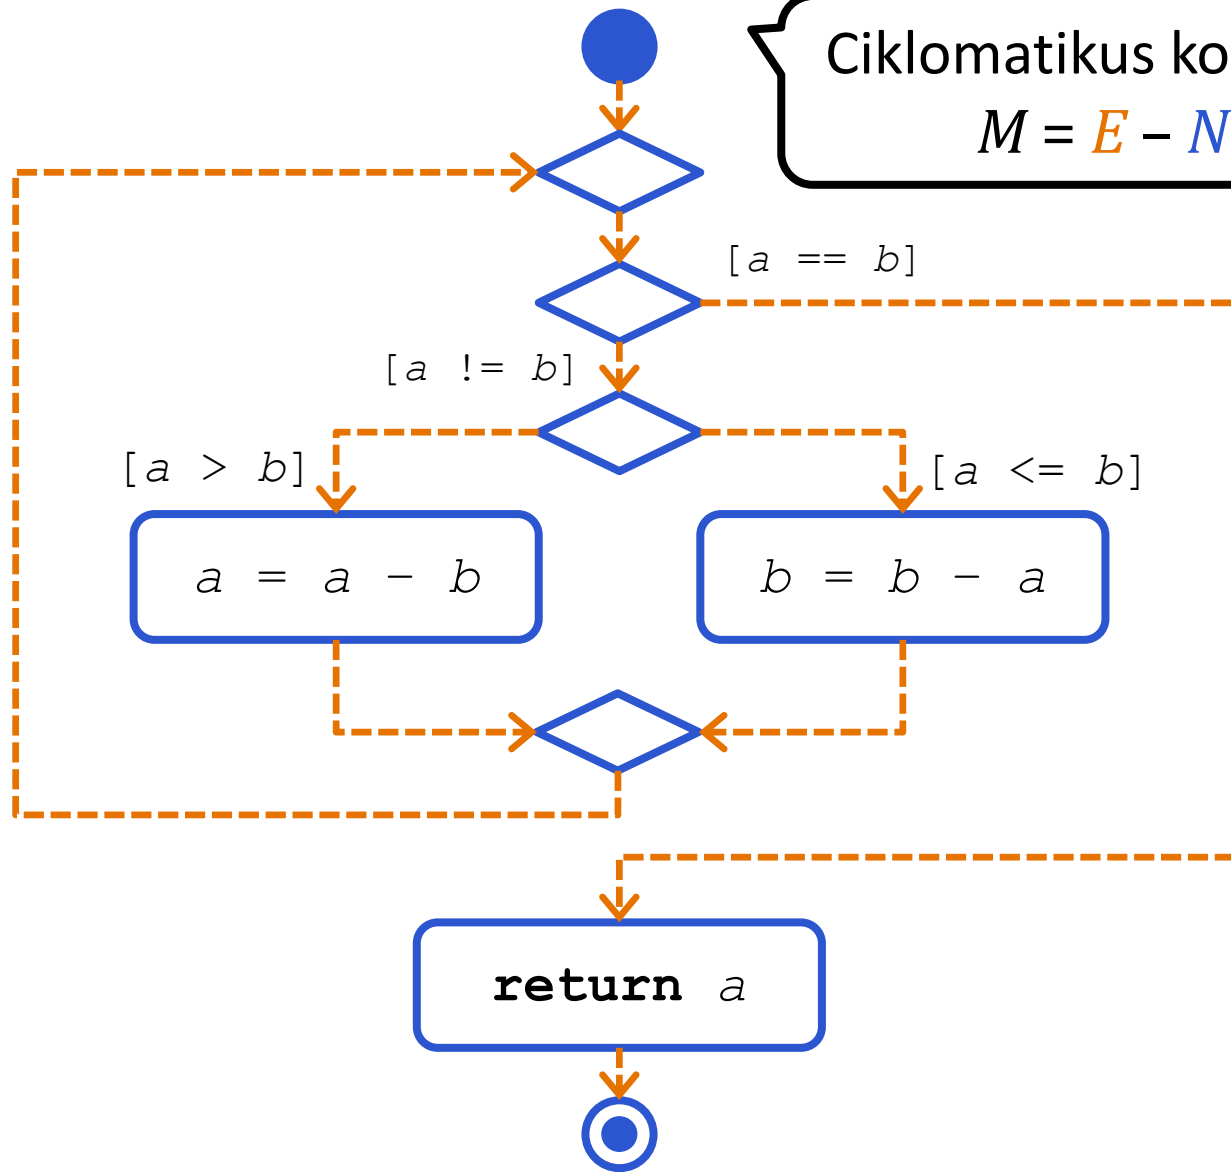 Ciklomatikus ko
M = E – N
[a == b]
[a != b]
[a > b]
[a <= b]
a = a - b
b = b - a
return a